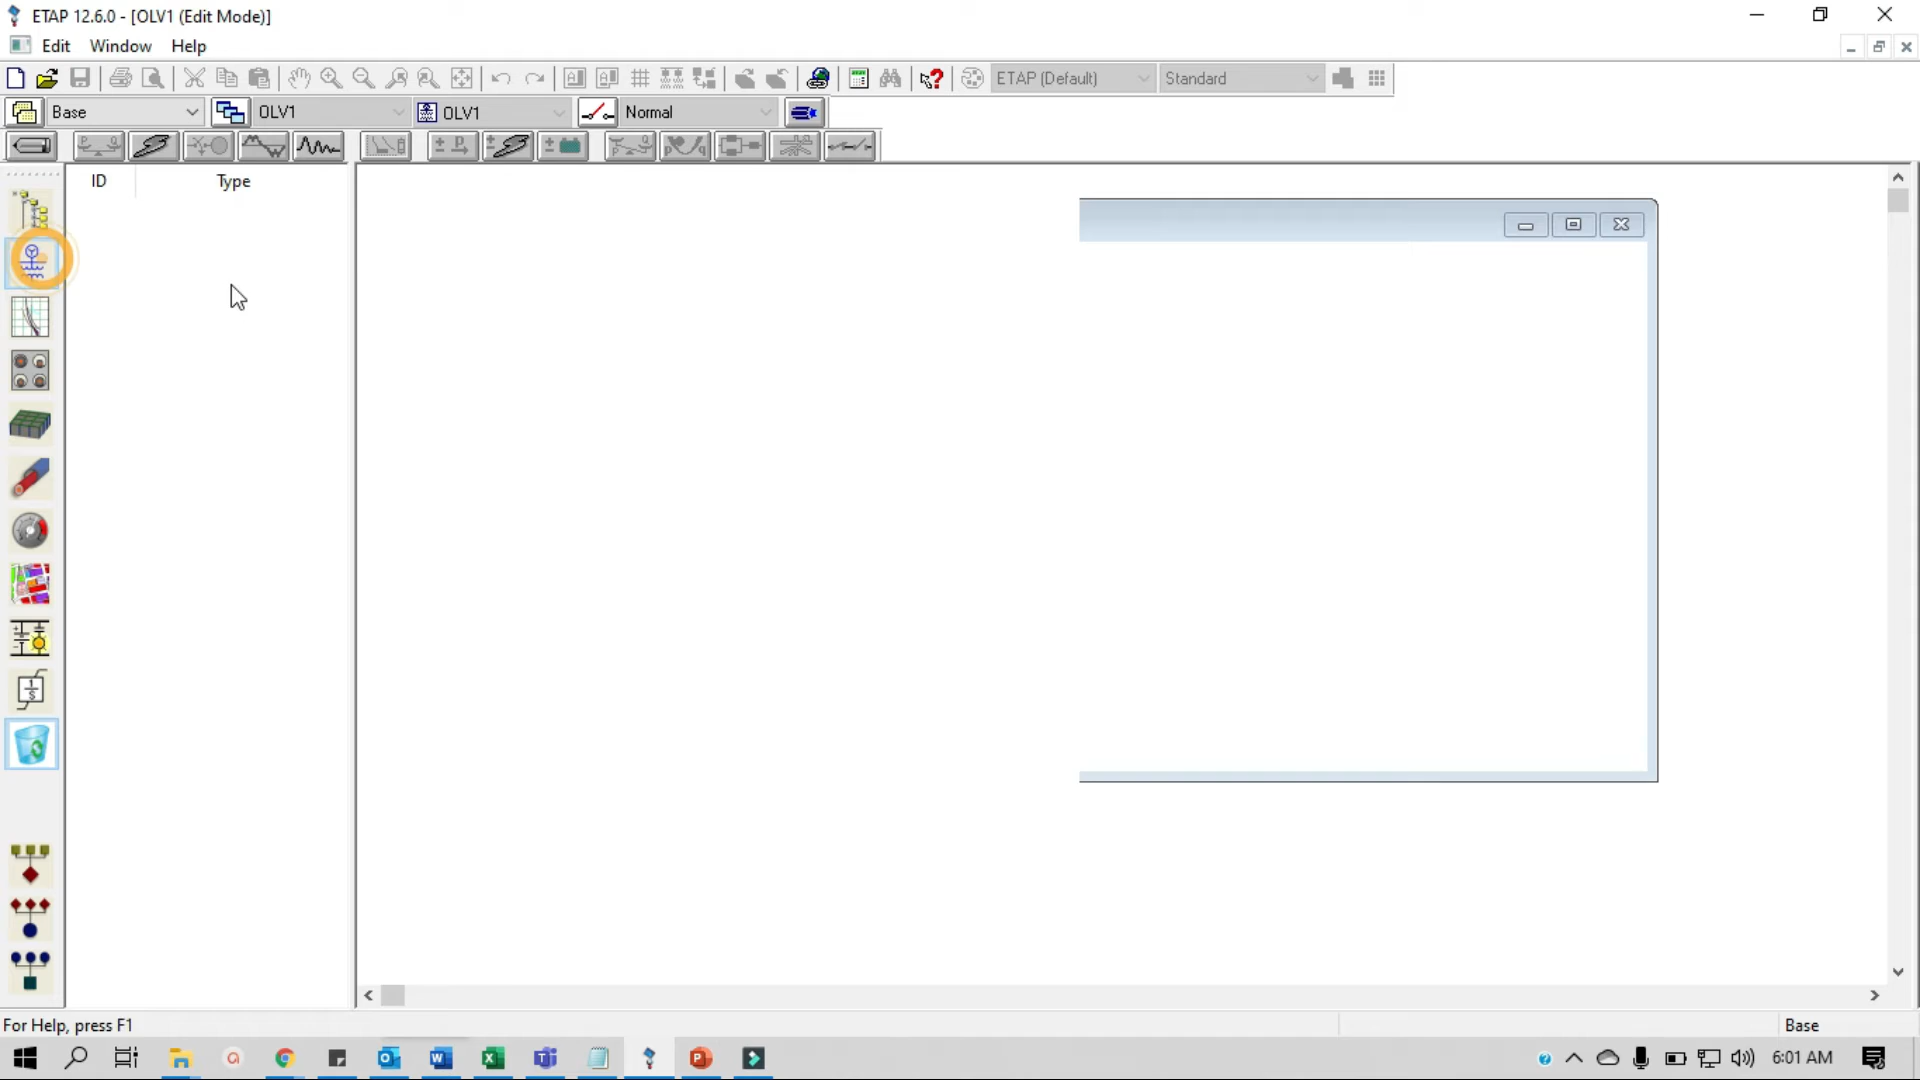 ETAP 12.6.0 - [OLV1 (Edit Mode)]
Edit Window Help
ETAP (Default) Standard
Base OLV1 OLV1 Normal
ID Type
For Help, press F1
Base
6:01 AM